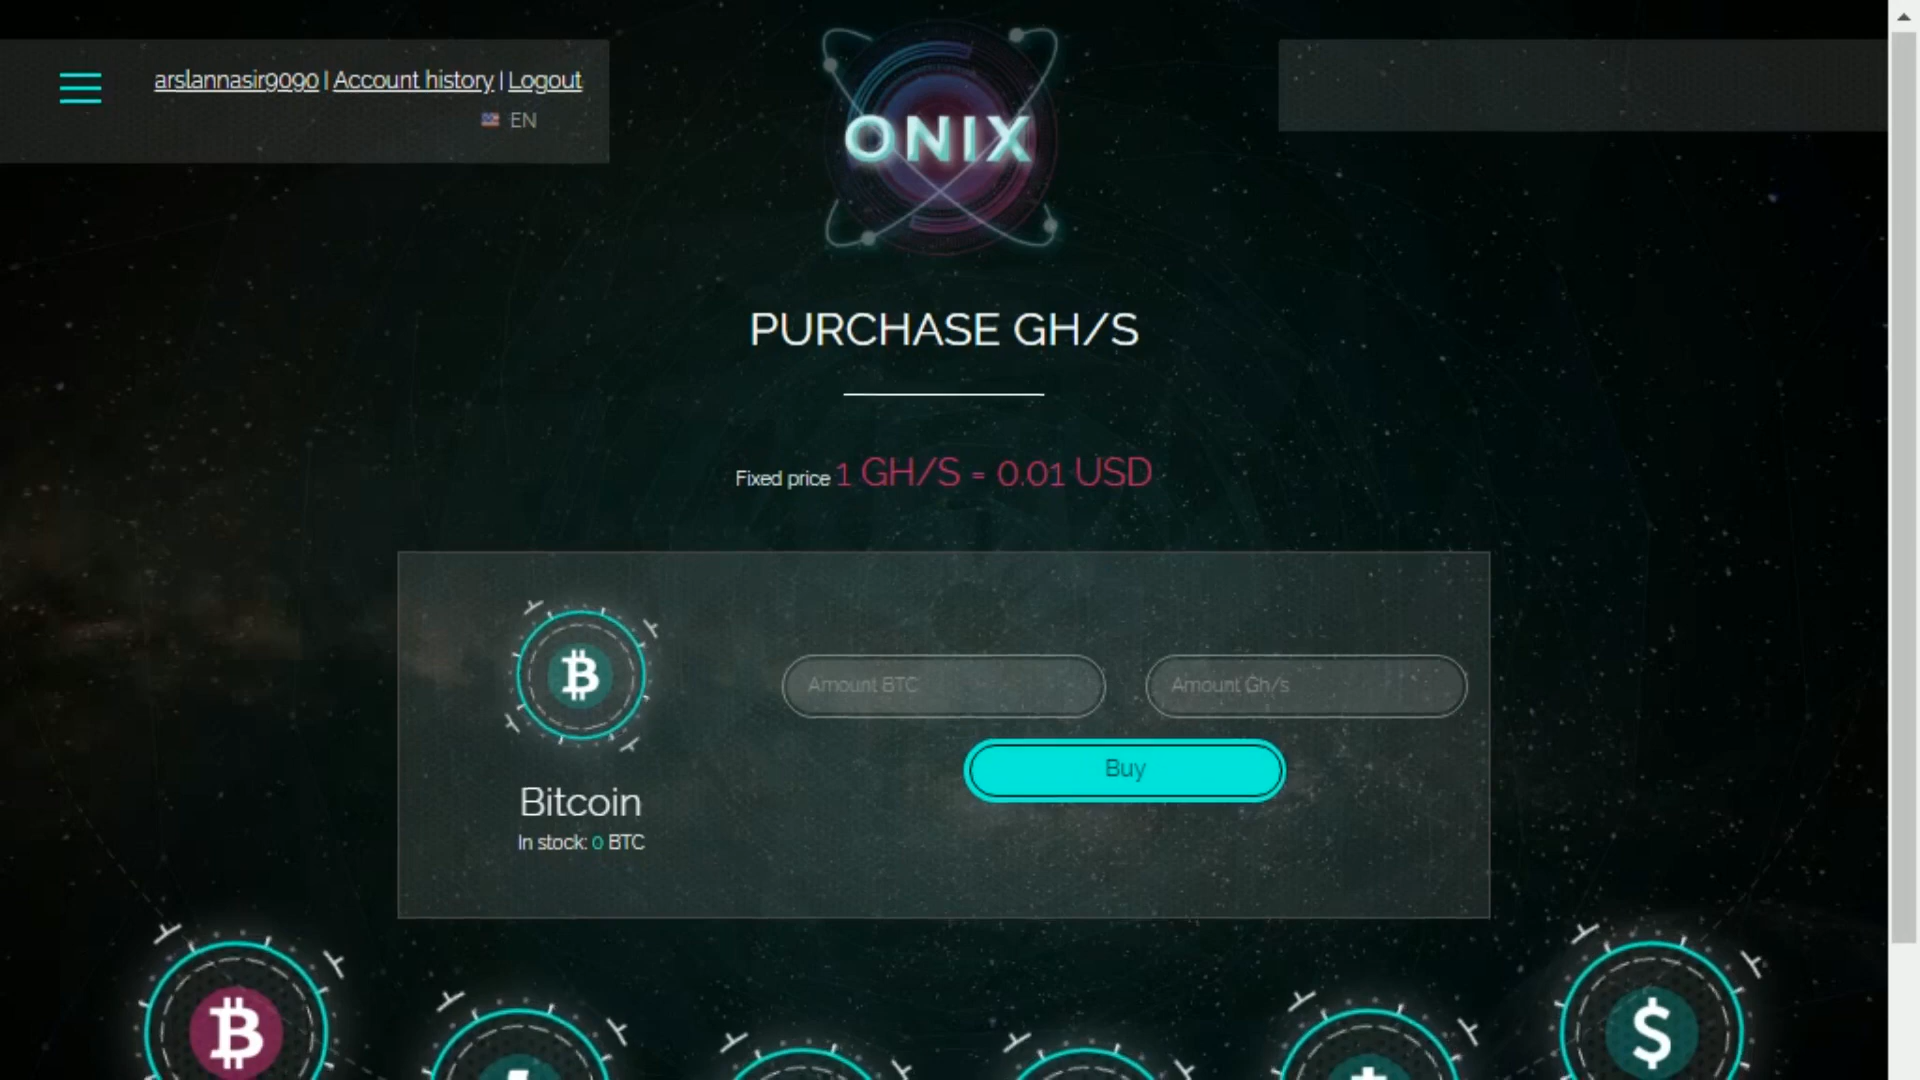 arslannasir9090 | Account history | Logout
EN
ONIX
PURCHASE GH/S
Fixed price 1 GH/S = 0.01 USD
Amount BTC
Amount Gh/s
Buy
Bitcoin
In stock: 0 BTC